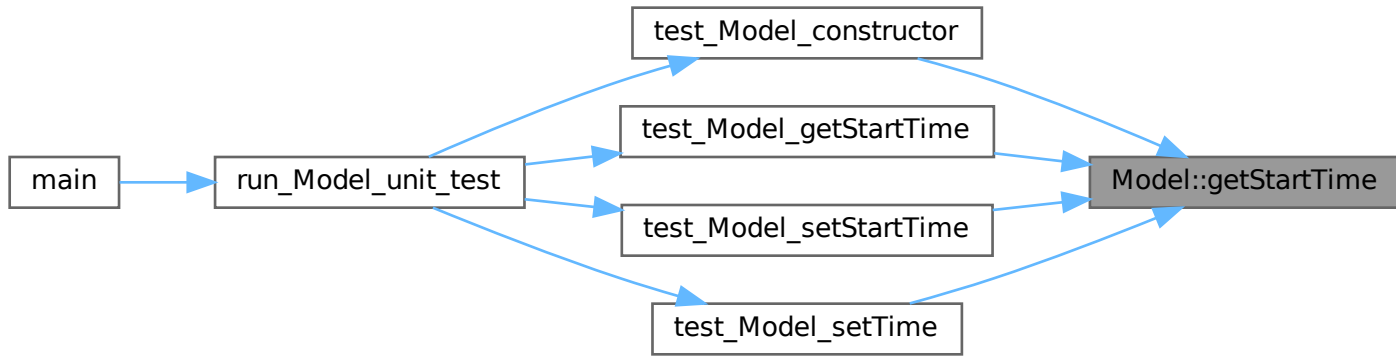 main
run_Model_unit_test
test_Model_constructor
test_Model_getStartTime
test_Model_setStartTime
test_Model_setTime
Model::getStartTime